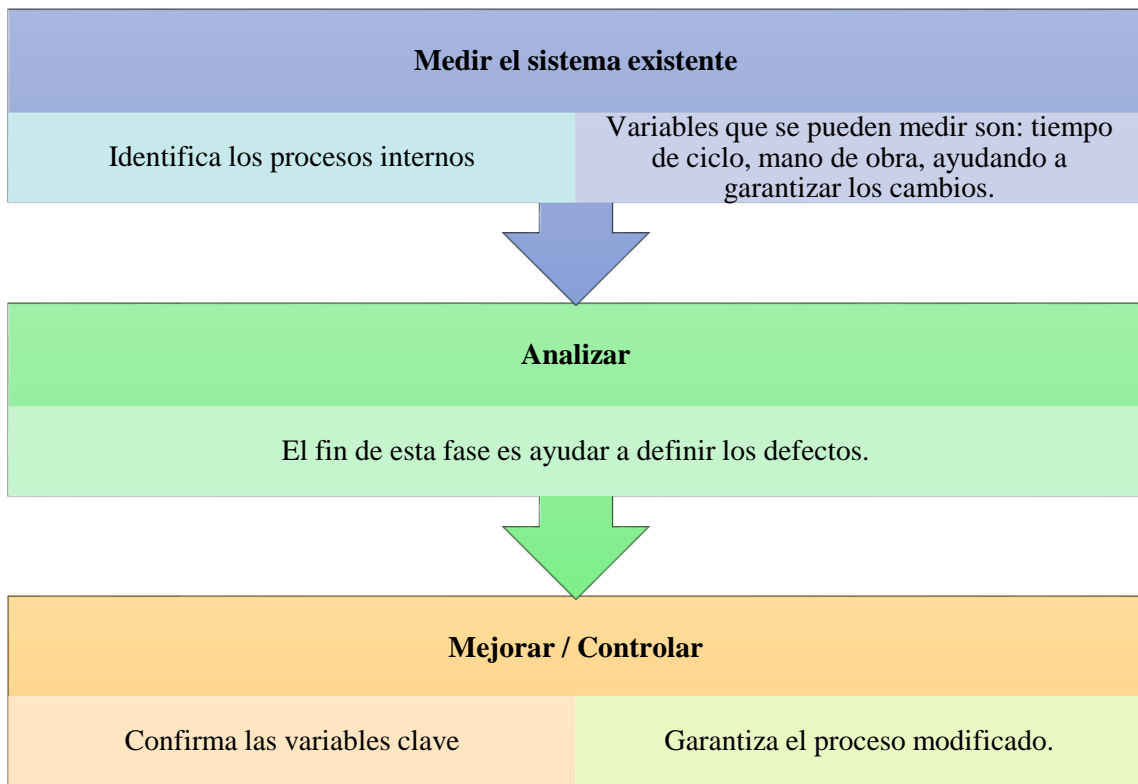 Medir el sistema existente
Identifica los procesos internos
Variables que se pueden medir son: tiempo
de ciclo, mano de obra, ayudando a
garantizar los cambios.
Analizar
El fin de esta fase es ayudar a definir los defectos.
Mejorar / Controlar
Confirma las variables clave
Garantiza el proceso modificado.